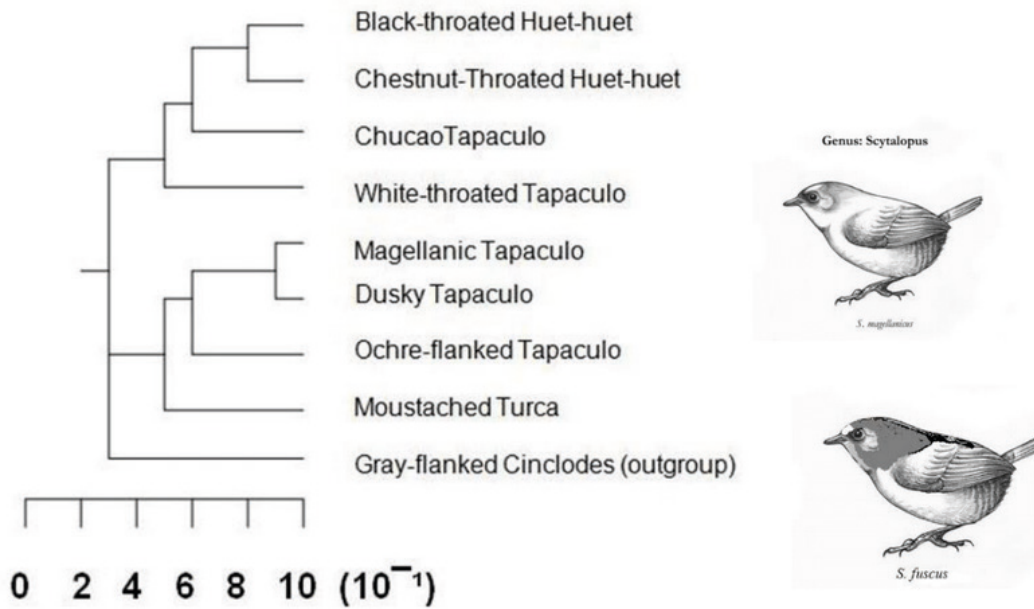 Black-throated Huet-huet
Chestnut-Throated Huet-huet
ChucaoTapaculo
White-throated Tapaculo
Magellanic Tapaculo
Dusky Tapaculo
Ochre-flanked Tapaculo
Moustached Turca
Gray-flanked Cinclodes (outgroup)
0 2 4 6 8 10 (10⁻¹)
Genus: Scytalopus
S. magellanicus
S. fuscus